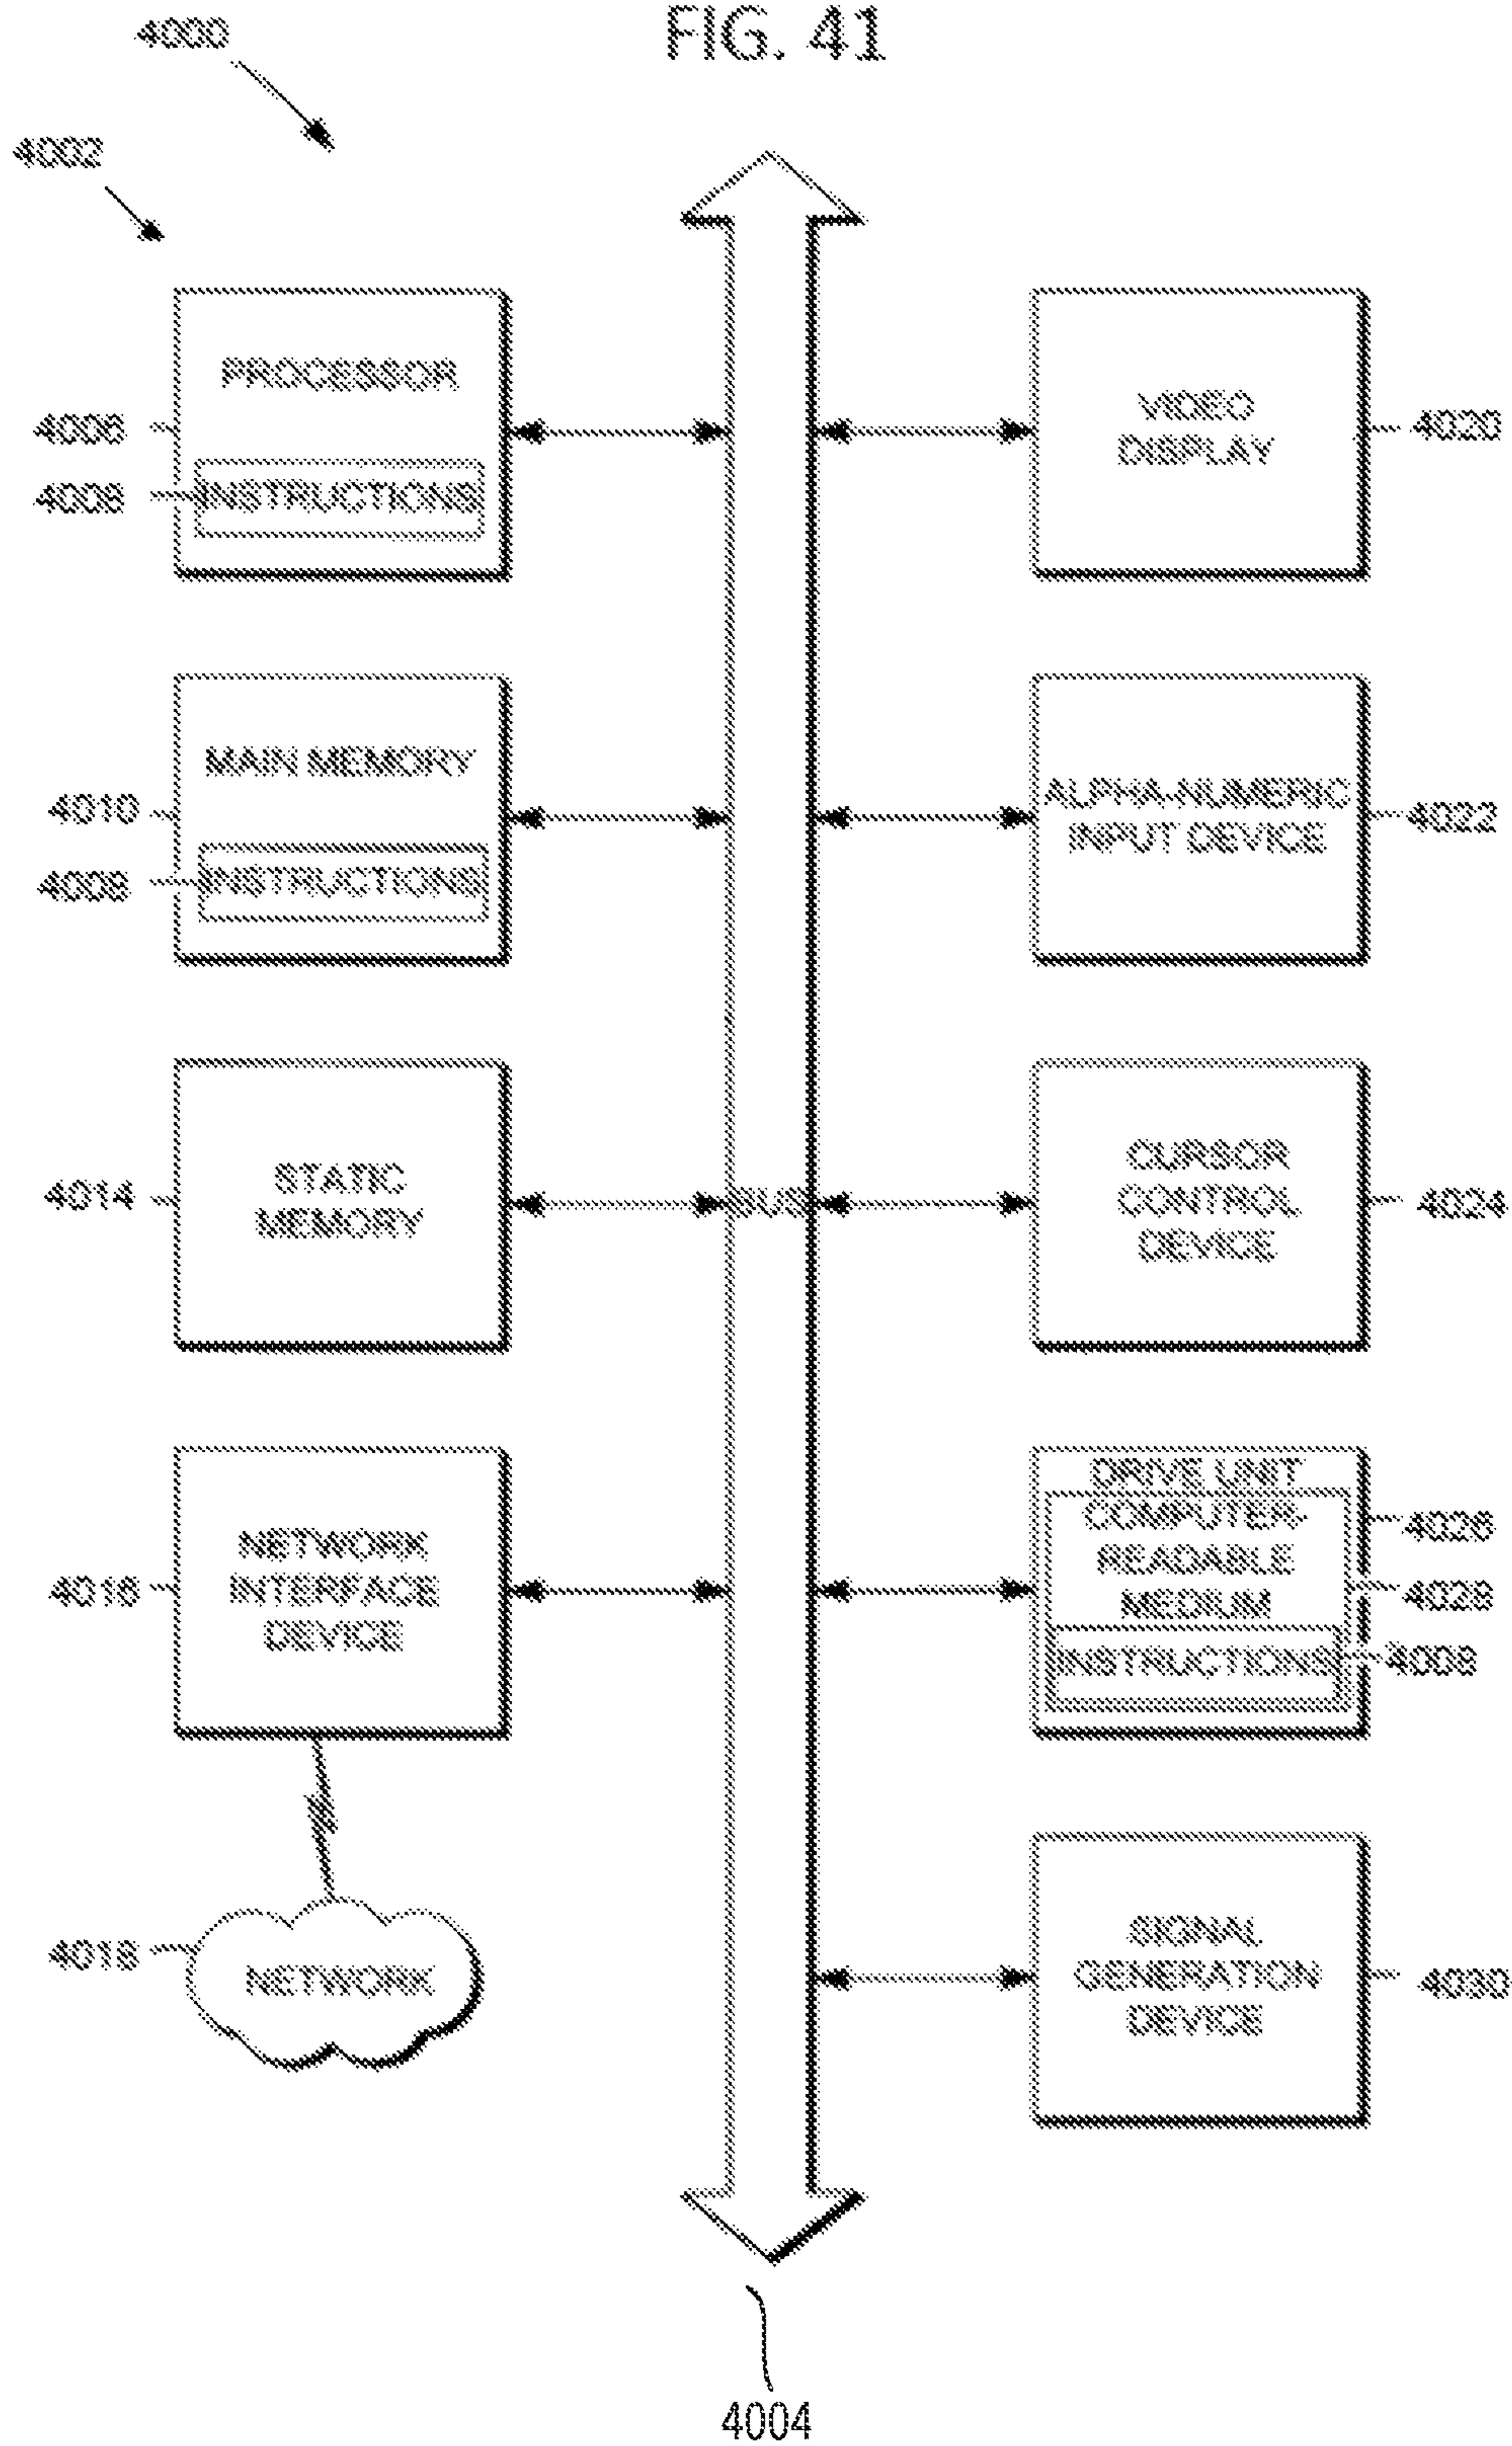 FIG. 41
4000
4002
PROCESSOR
4006
4008
INSTRUCTIONS
VIDEO
DISPLAY
4020
MAIN MEMORY
4010
4008
INSTRUCTIONS
ALPHA-NUMERIC
INPUT DEVICE
4022
4014
STATIC
MEMORY
BUS
CURSOR
CONTROL
DEVICE
4024
4016
NETWORK
INTERFACE
DEVICE
DRIVE UNIT
COMPUTER-
READABLE
MEDIUM
INSTRUCTIONS
4026
4028
4008
4018
NETWORK
SIGNAL
GENERATION
DEVICE
4030
4004